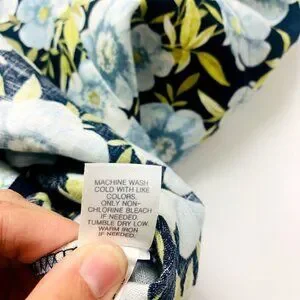 MACHINE WASH
COLD WITH LIKE
COLORS.
ONLY NON-
CHLORINE BLEACH
IF NEEDED.
TUMBLE DRY LOW.
WARM IRON
IF NEEDED.